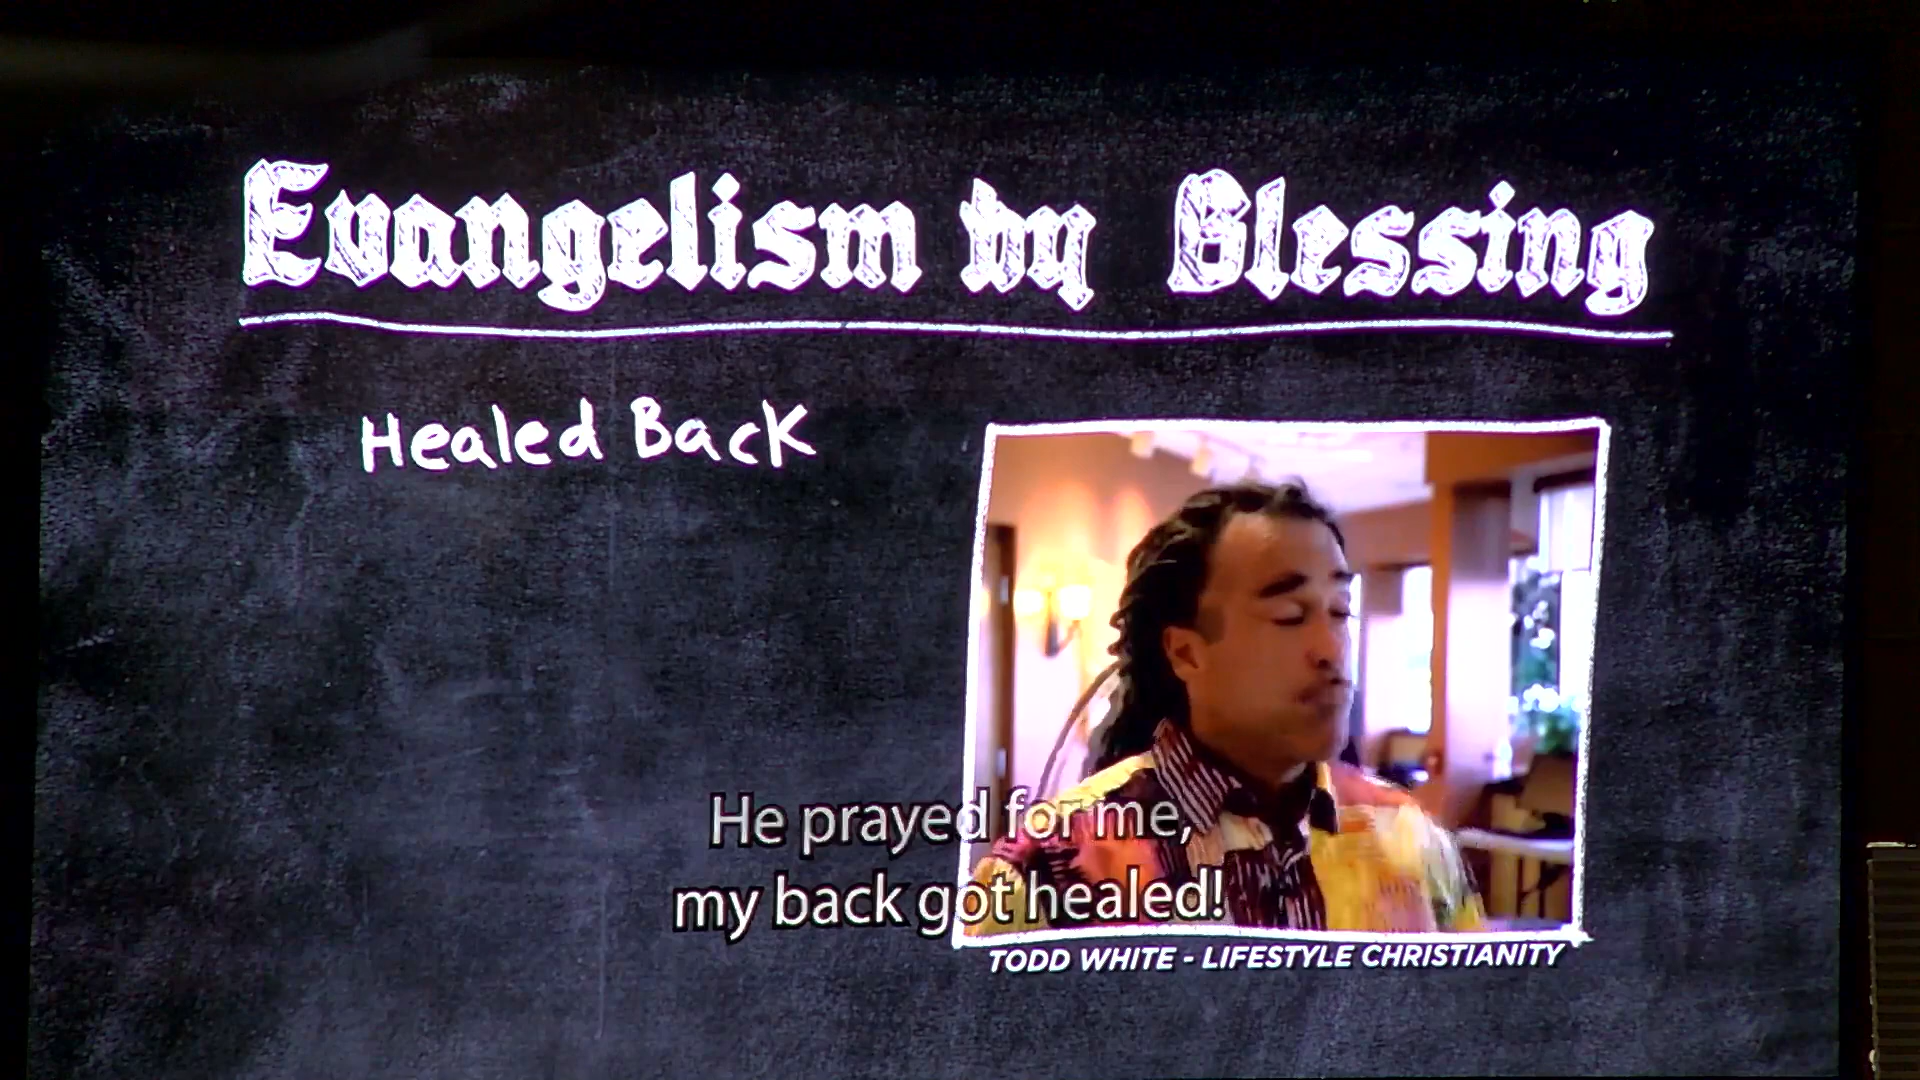 Evangelism by Blessing
Healed Back
He prayed for me,
my back got healed!
TODD WHITE - LIFESTYLE CHRISTIANITY